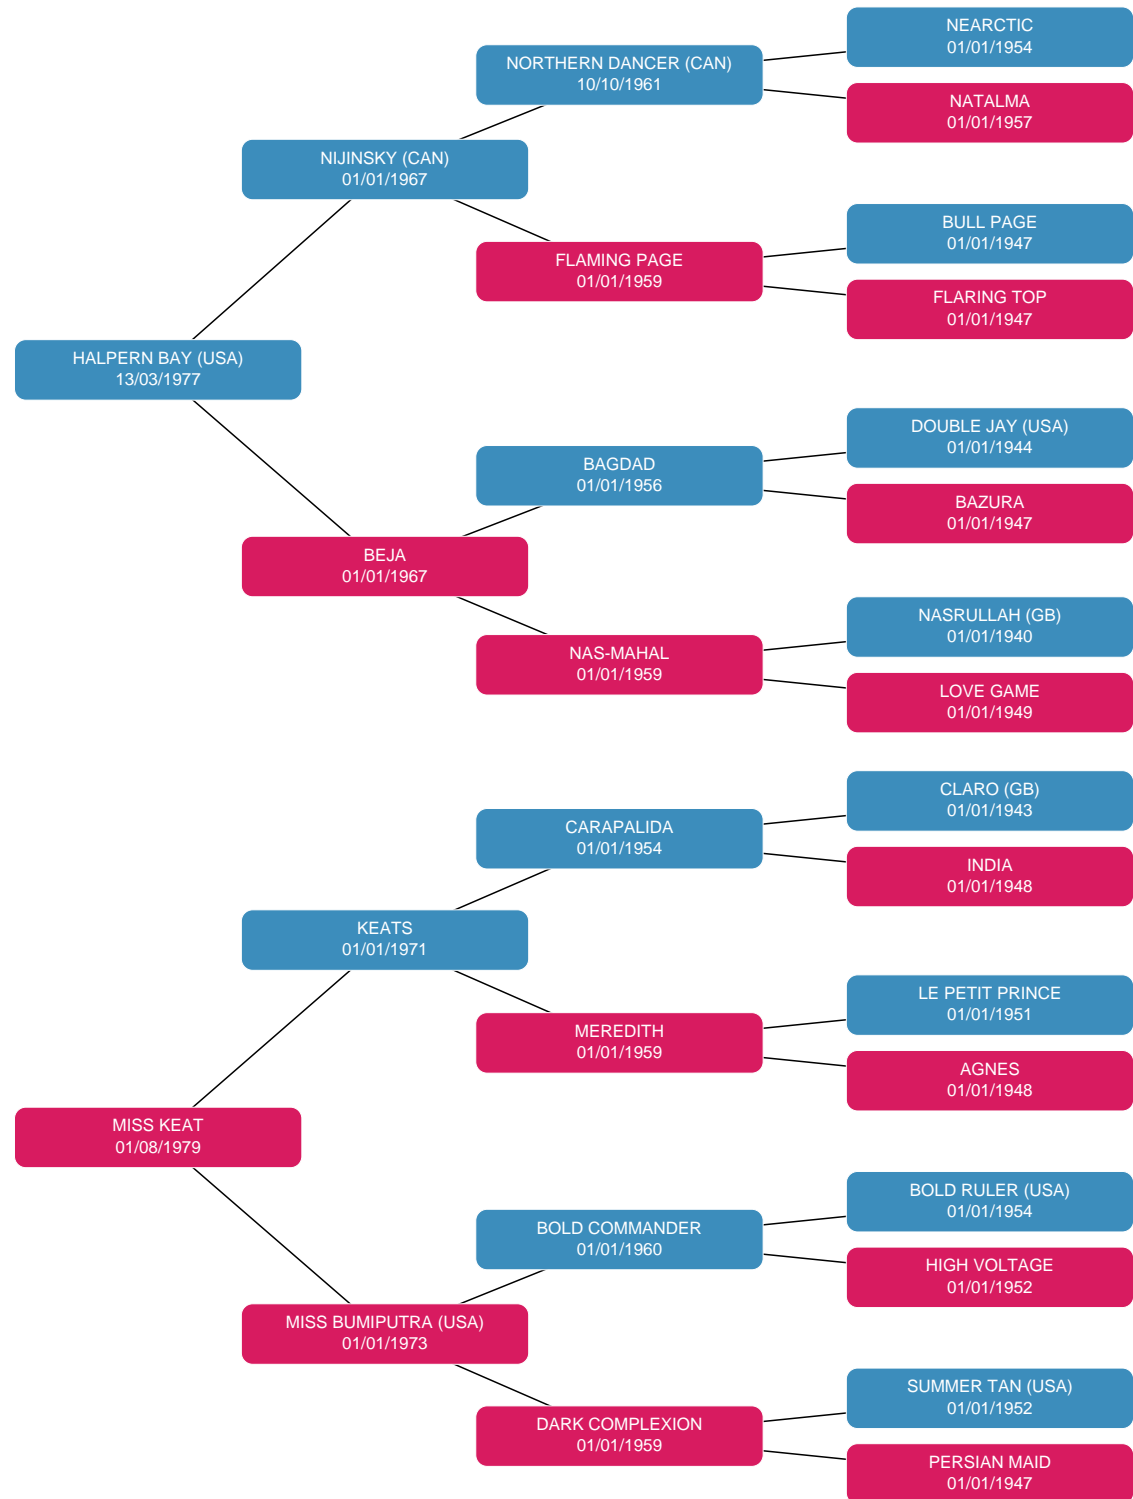 NEARCTIC
01/01/1954
NORTHERN DANCER (CAN)
10/10/1961
NATALMA
01/01/1957
NIJINSKY (CAN)
01/01/1967
BULL PAGE
01/01/1947
FLAMING PAGE
01/01/1959
FLARING TOP
01/01/1947
HALPERN BAY (USA)
13/03/1977
DOUBLE JAY (USA)
01/01/1944
BAGDAD
01/01/1956
BAZURA
01/01/1947
BEJA
01/01/1967
NASRULLAH (GB)
01/01/1940
NAS-MAHAL
01/01/1959
LOVE GAME
01/01/1949
CLARO (GB)
01/01/1943
CARAPALIDA
01/01/1954
INDIA
01/01/1948
KEATS
01/01/1971
LE PETIT PRINCE
01/01/1951
MEREDITH
01/01/1959
AGNES
01/01/1948
MISS KEAT
01/08/1979
BOLD RULER (USA)
01/01/1954
BOLD COMMANDER
01/01/1960
HIGH VOLTAGE
01/01/1952
MISS BUMIPUTRA (USA)
01/01/1973
SUMMER TAN (USA)
01/01/1952
DARK COMPLEXION
01/01/1959
PERSIAN MAID
01/01/1947